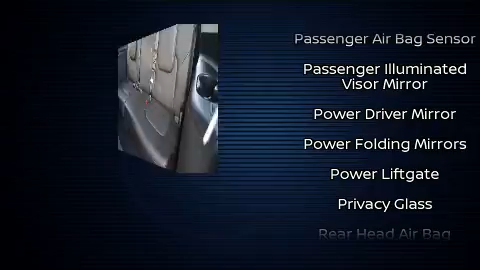 Passenger Air Bag Sensor
Passenger Illuminated
Visor Mirror
Power Driver Mirror
Power Folding Mirrors
Power Liftgate
Privacy Glass
Rear Head Air Bag